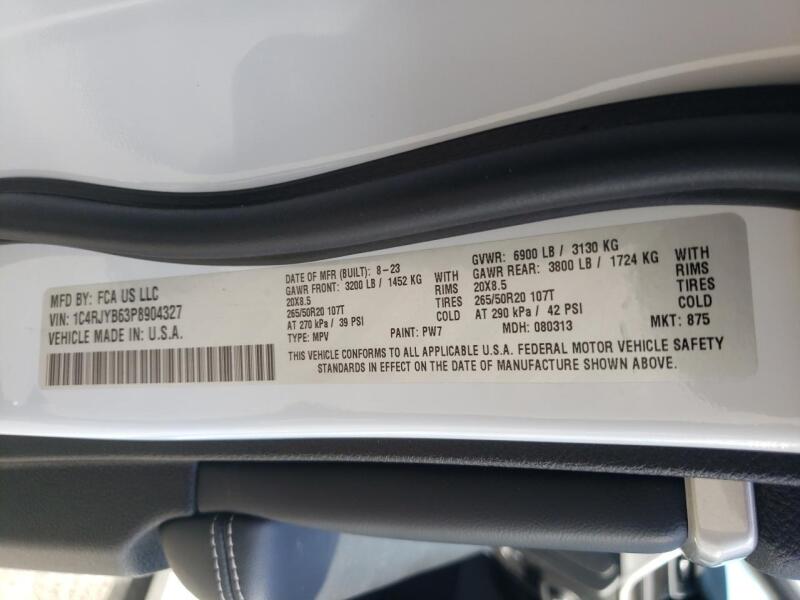 MFD BY: FCA US LLC
VIN: 1C4RJYB63P8904327
VEHICLE MADE IN: U.S.A.
DATE OF MFR (BUILT): 8-23
GAWR FRONT: 3200 LB / 1452 KG WITH
20X8.5 RIMS
265/50R20 107T TIRES
AT 270 kPa / 39 PSI COLD
TYPE: MPV PAINT: PW7
GVWR: 6900 LB / 3130 KG
GAWR REAR: 3800 LB / 1724 KG WITH
20X8.5 RIMS
265/50R20 107T TIRES
AT 290 kPa / 42 PSI COLD
MDH: 080313 MKT: 875
THIS VEHICLE CONFORMS TO ALL APPLICABLE U.S.A. FEDERAL MOTOR VEHICLE SAFETY
STANDARDS IN EFFECT ON THE DATE OF MANUFACTURE SHOWN ABOVE.